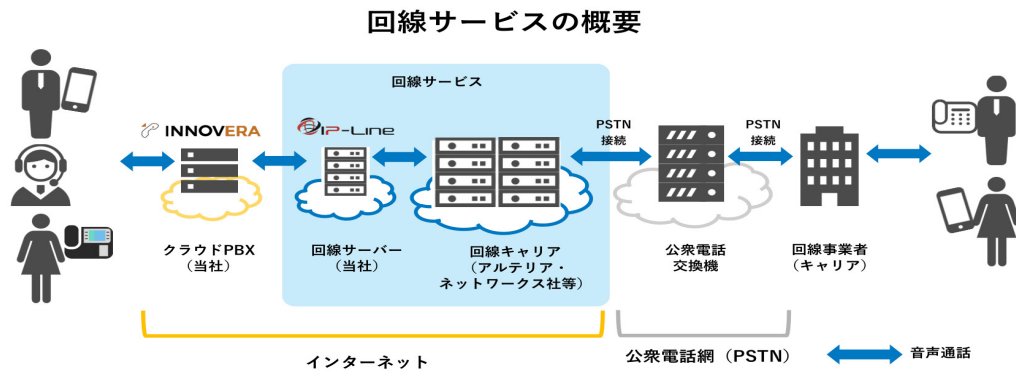 回線サービスの概要
回線サービス
INNOVERA
IP-Line
PSTN
接続
PSTN
接続
クラウドPBX
（当社）
回線サーバー
（当社）
回線キャリア
（アルテリア・
ネットワークス社等）
公衆電話
交換機
回線事業者
（キャリア）
インターネット
公衆電話網（PSTN）
音声通話